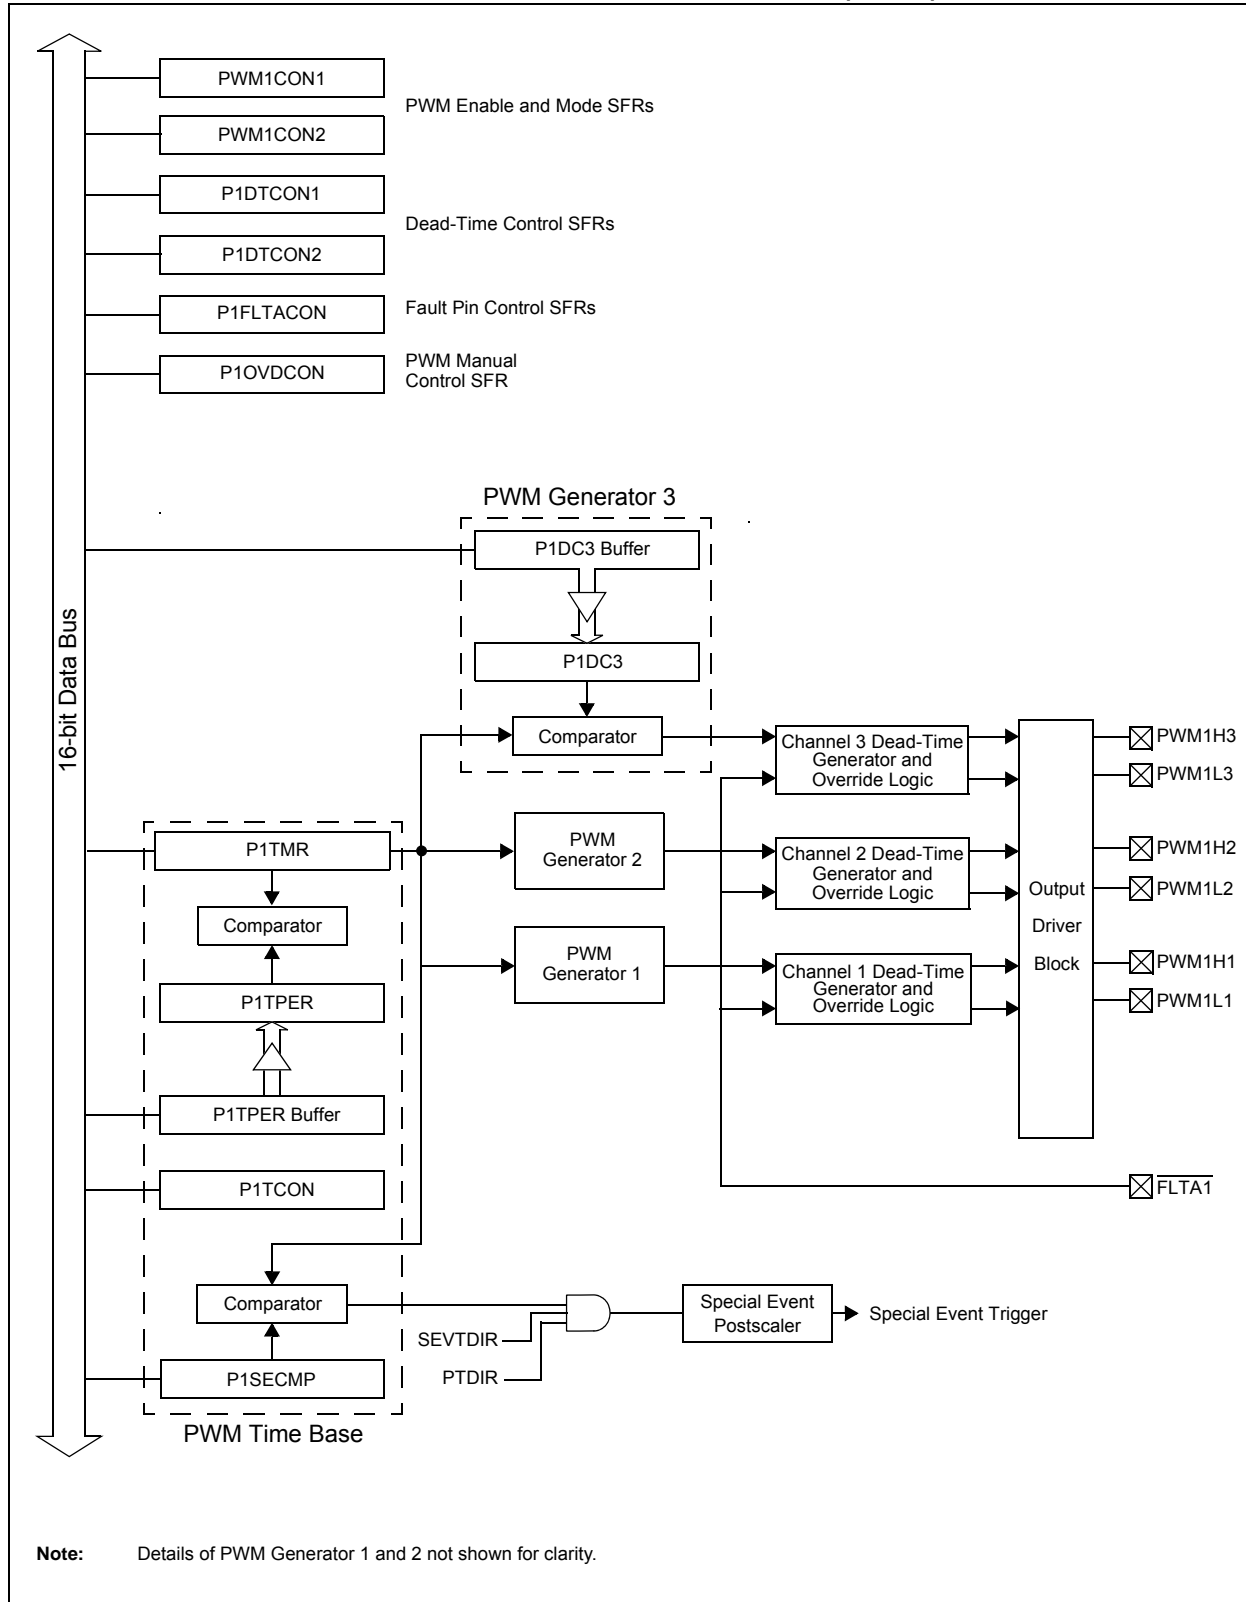 PWM1CON1
PWM Enable and Mode SFRs
PWM1CON2
P1DTCON1
Dead-Time Control SFRs
P1DTCON2
P1FLTACON
Fault Pin Control SFRs
P1OVDCON
PWM Manual
Control SFR
16-bit Data Bus
PWM Generator 3
P1DC3 Buffer
P1DC3
Comparator
Channel 3 Dead-Time
Generator and
Override Logic
PWM1H3
PWM1L3
P1TMR
PWM
Generator 2
Channel 2 Dead-Time
Generator and
Override Logic
PWM1H2
PWM1L2
Output
Driver
Block
Comparator
PWM
Generator 1
Channel 1 Dead-Time
Generator and
Override Logic
PWM1H1
PWM1L1
P1TPER
P1TPER Buffer
P1TCON
FLTA1
Comparator
SEVTDIR
PTDIR
Special Event
Postscaler
Special Event Trigger
P1SECMP
PWM Time Base
Note: Details of PWM Generator 1 and 2 not shown for clarity.